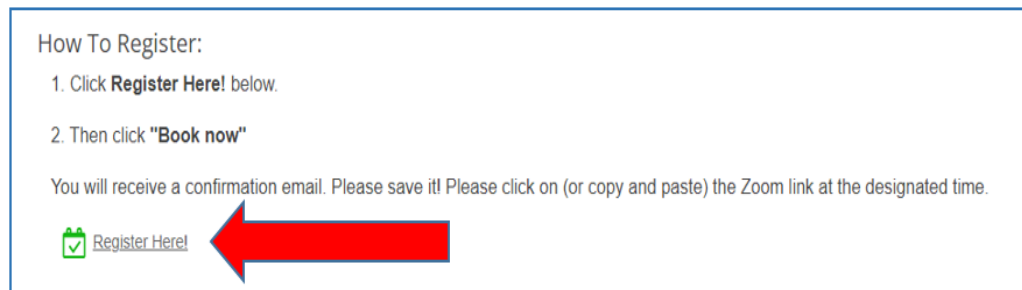 How To Register:
1. Click Register Here! below.
2. Then click "Book now"
You will receive a confirmation email. Please save it! Please click on (or copy and paste) the Zoom link at the designated time.
Register Here!